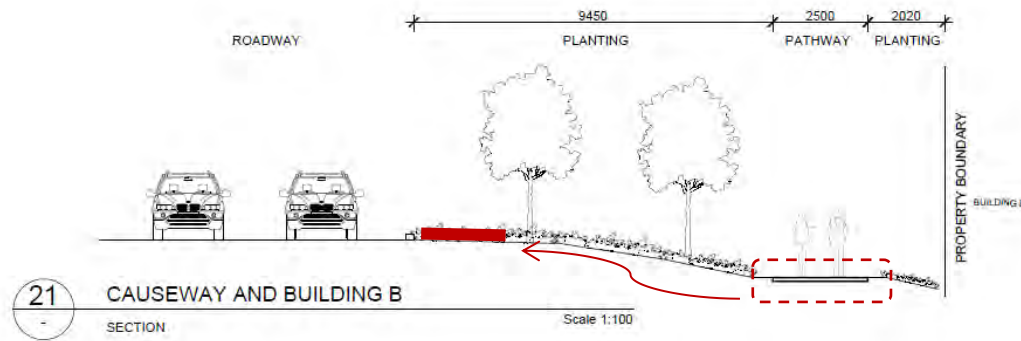 9450 2500 2020
ROADWAY PLANTING PATHWAY PLANTING
PROPERTY BOUNDARY
21
-
CAUSEWAY AND BUILDING B
SECTION
Scale 1:100